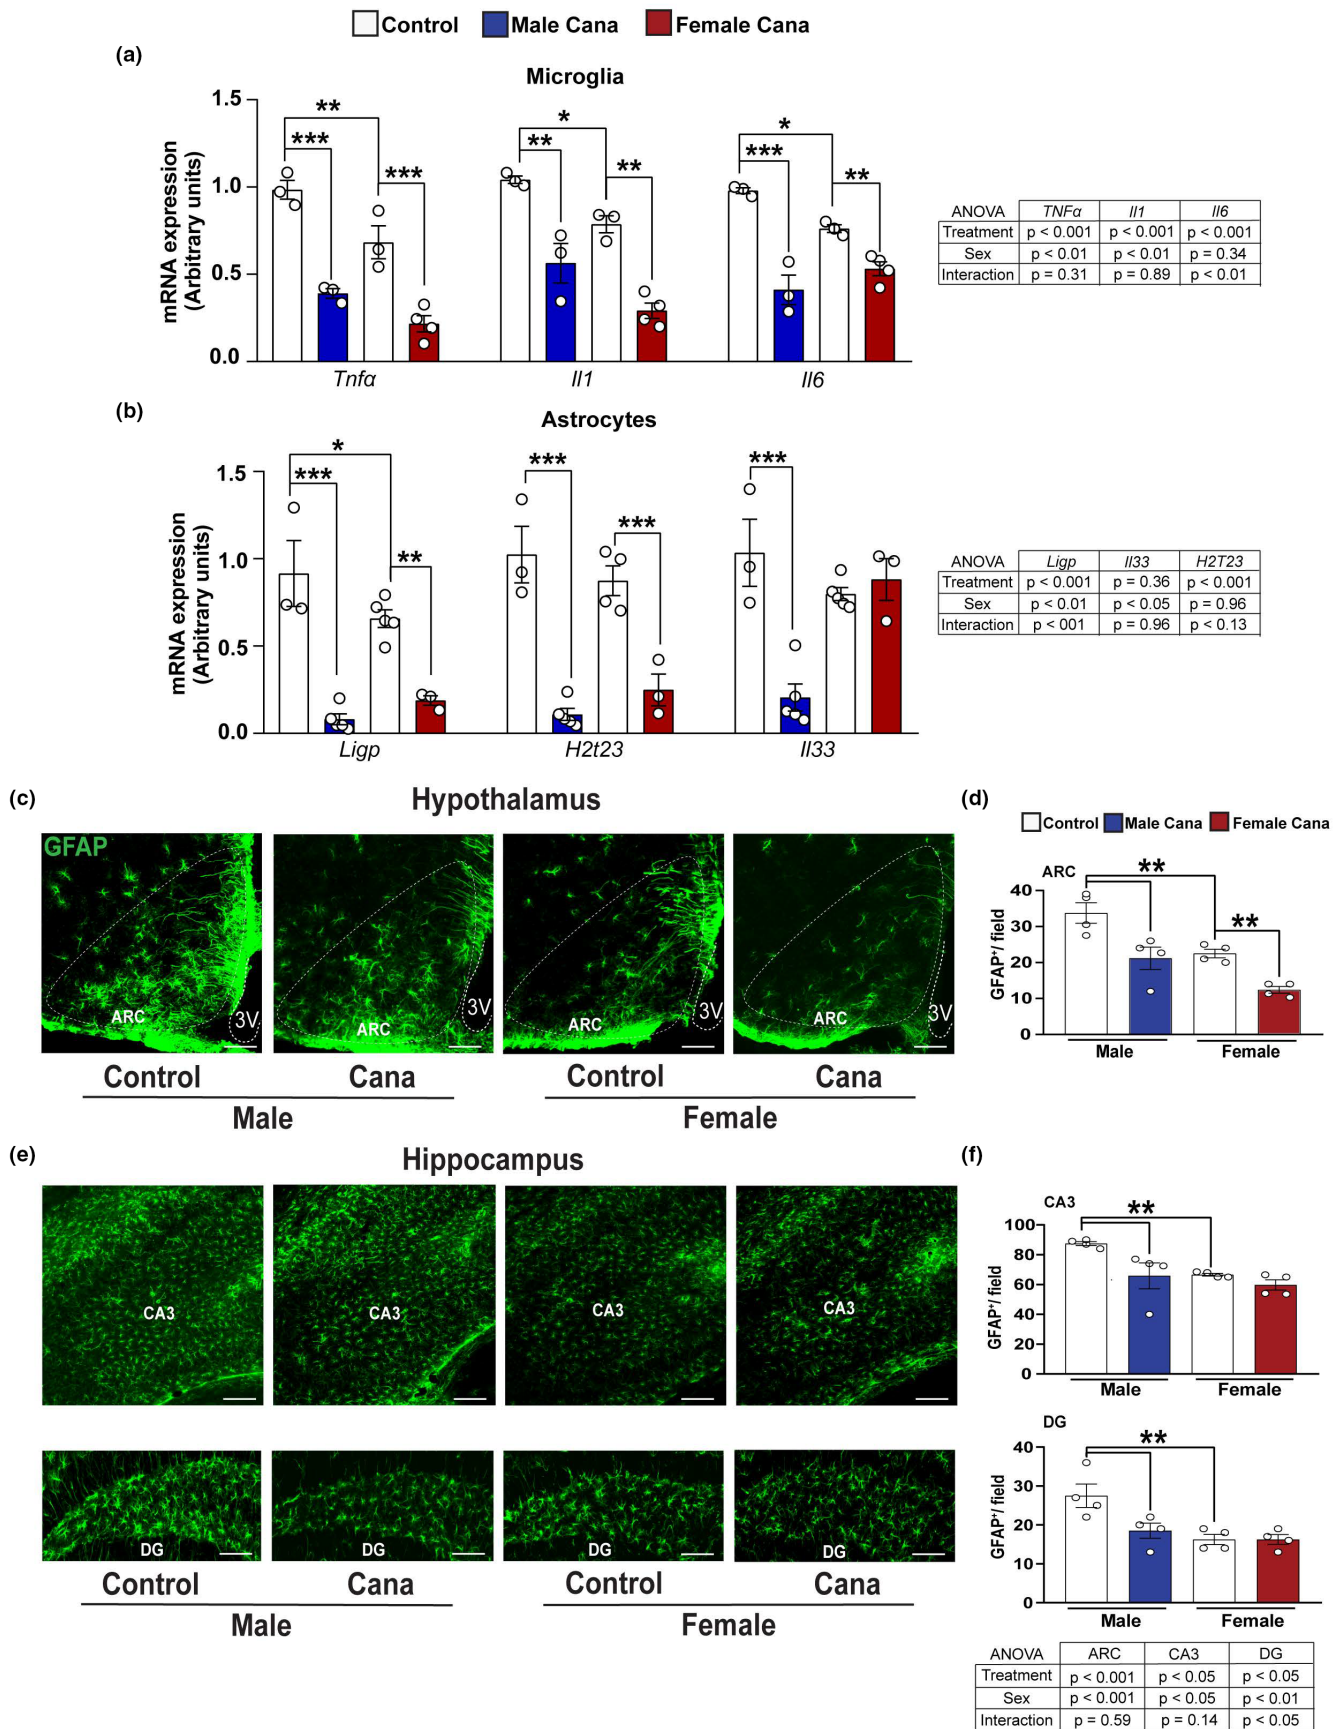 Control Male Cana Female Cana
(a)
Microglia
mRNA expression
(Arbitrary units)
1.5
1.0
0.5
0.0
** *** *** * ** ** * *** **
Tnfα Il1 Il6
ANOVA TNFα Il1 Il6
Treatment p < 0.001 p < 0.001 p < 0.001
Sex p < 0.01 p < 0.01 p = 0.34
Interaction p = 0.31 p = 0.89 p < 0.01
(b)
Astrocytes
mRNA expression
(Arbitrary units)
1.5
1.0
0.5
0.0
* *** ** *** *** ***
Ligp H2t23 Il33
ANOVA Ligp Il33 H2T23
Treatment p < 0.001 p = 0.36 p < 0.001
Sex p < 0.01 p < 0.05 p = 0.96
Interaction p < 001 p = 0.96 p < 0.13
(c)
Hypothalamus
GFAP
ARC 3V ARC 3V ARC 3V ARC 3V
Control Cana Control Cana
Male Female
(d)
Control Male Cana Female Cana
ARC
GFAP+/ field
40
30
20
10
0
** **
Male Female
(e)
Hippocampus
CA3 CA3 CA3 CA3
DG DG DG DG
Control Cana Control Cana
Male Female
(f)
CA3
GFAP+/ field
100
80
60
40
20
0
**
Male Female
DG
GFAP+/ field
40
30
20
10
0
**
Male Female
ANOVA ARC CA3 DG
Treatment p < 0.001 p < 0.05 p < 0.05
Sex p < 0.001 p < 0.05 p < 0.01
Interaction p = 0.59 p = 0.14 p < 0.05